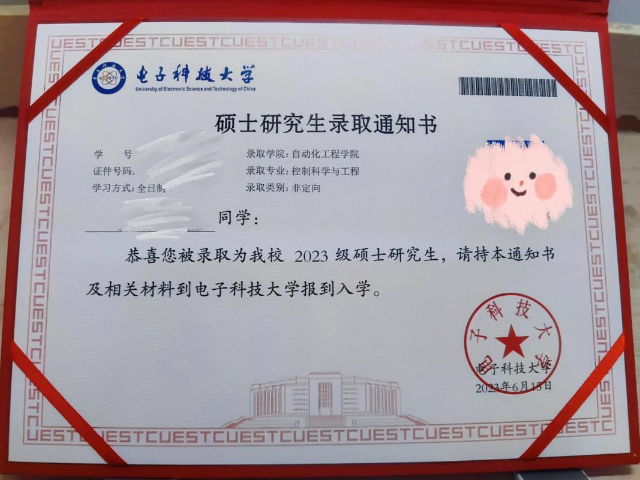 电子科技大学
University of Electronic Science and Technology of China
硕士研究生录取通知书
学 号
录取学院：自动化工程学院
证件号码：
录取专业：控制科学与工程
学习方式：全日制
录取类别：非定向
同学：
恭喜您被录取为我校 2023 级硕士研究生，请持本通知书
及相关材料到电子科技大学报到入学。
电子科技大学
电子科技大学
2023年6月15日
UESTCUESTCUESTCUESTCUESTCUESTCUESTCUESTC